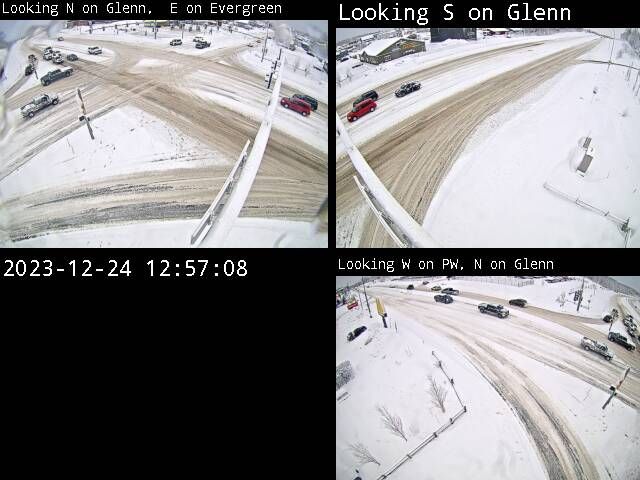 Looking N on Glenn, E on Evergreen
Looking S on Glenn
2023-12-24 12:57:08
Looking W on PW, N on Glenn